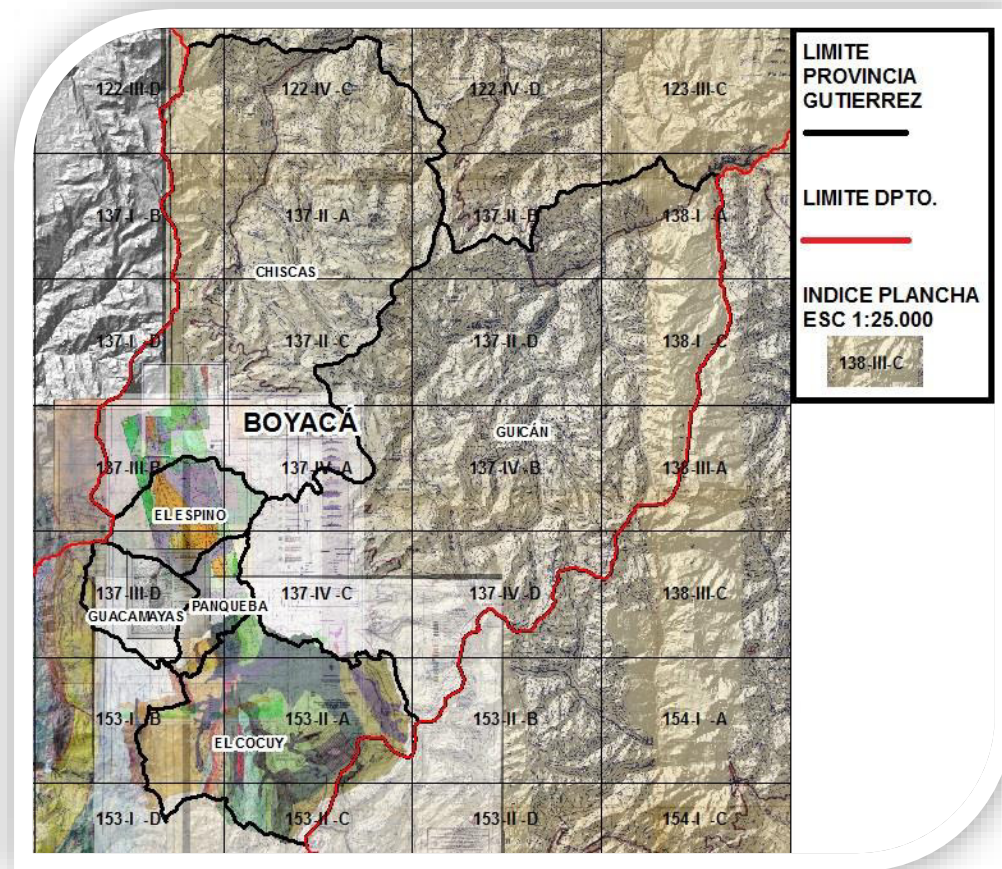 LIMITE
PROVINCIA
GUTIERREZ
LIMITE DPTO.
INDICE PLANCHA
ESC 1:25.000
138-III-C
122-III-D
122-IV -C
122-IV -D
123-III-C
137-I -B
137-II -A
137-II -B
138-I -A
CHISCAS
137-I -D
137-II -C
137-II -D
138-I -C
BOYACÁ
GUICÁN
137-III-B
137-IV -A
137-IV -B
138-III-A
EL ESPINO
137-III-D
137-IV -C
137-IV -D
138-III-C
PANQUEBA
GUACAMAYAS
153-I -B
153-II -A
153-II -B
154-I -A
EL COCUY
153-I -D
153-II -C
153-II -D
154-I -C